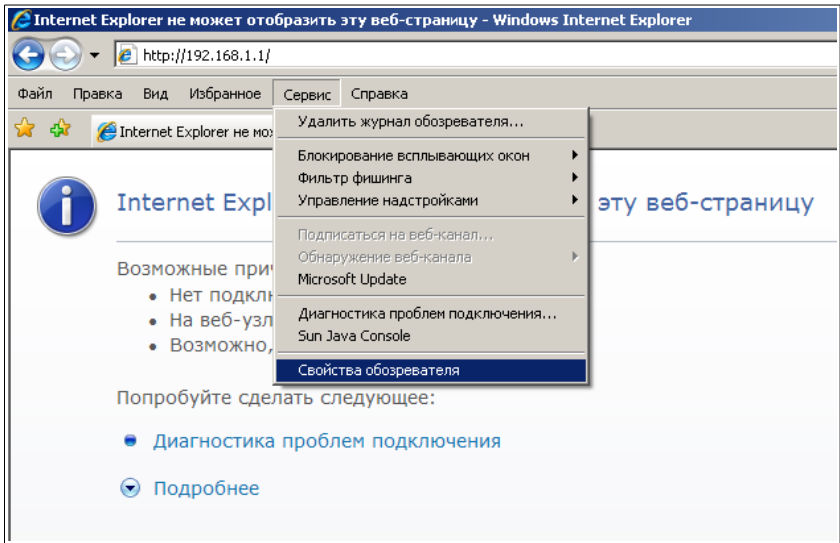 Internet Explorer не может отобразить эту веб-страницу - Windows Internet Explorer
http://192.168.1.1/
Файл Правка Вид Избранное Сервис Справка
Internet Explorer не мо
Удалить журнал обозревателя...
Блокирование всплывающих окон
Фильтр фишинга
Управление надстройками
Подписаться на веб-канал...
Обнаружение веб-канала
Microsoft Update
Диагностика проблем подключения...
Sun Java Console
Свойства обозревателя
Internet Expl эту веб-страницу
Возможные при
Нет подкл
На веб-узл
Возможно,
Попробуйте сделать следующее:
Диагностика проблем подключения
Подробнее